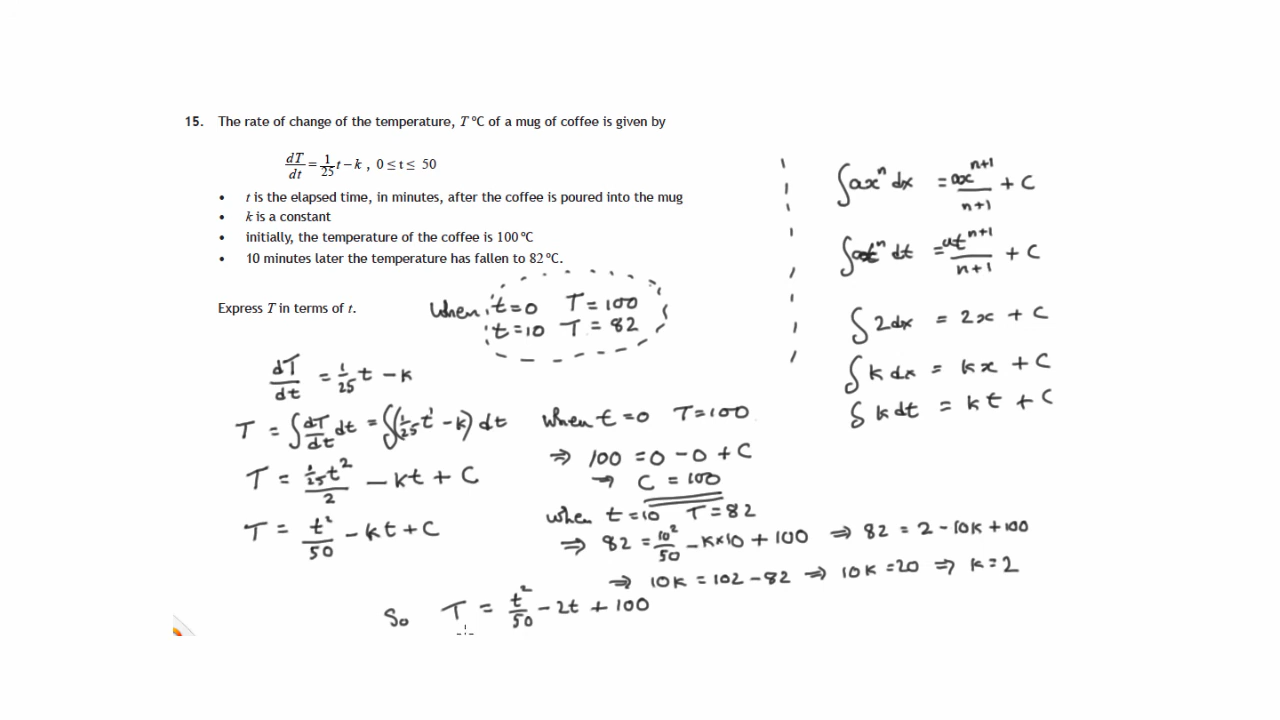 15. The rate of change of the temperature, T °C of a mug of coffee is given by
dT/dt = 1/25 t − k , 0 ≤ t ≤ 50
• t is the elapsed time, in minutes, after the coffee is poured into the mug
• k is a constant
• initially, the temperature of the coffee is 100 °C
• 10 minutes later the temperature has fallen to 82 °C.
Express T in terms of t.
when t = 0 T = 100
t = 10 T = 82
dT/dt = 1/25 t − k
T = ∫ dT/dt dt = ∫(1/25 t¹ − k) dt
T = (1/25 t²)/2 − kt + C
T = t²/50 − kt + C
when t = 0 T = 100
⇒ 100 = 0 − 0 + C
⇒ C = 100
when t = 10 T = 82
⇒ 82 = 10²/50 − k×10 + 100 ⇒ 82 = 2 − 10k + 100
⇒ 10k = 102 − 82 ⇒ 10k = 20 ⇒ k = 2
So T = t²/50 − 2t + 100
∫axⁿ dx = axⁿ⁺¹/(n+1) + C
∫atⁿ dt = atⁿ⁺¹/(n+1) + C
∫2dx = 2x + C
∫k dx = kx + C
∫k dt = kt + C